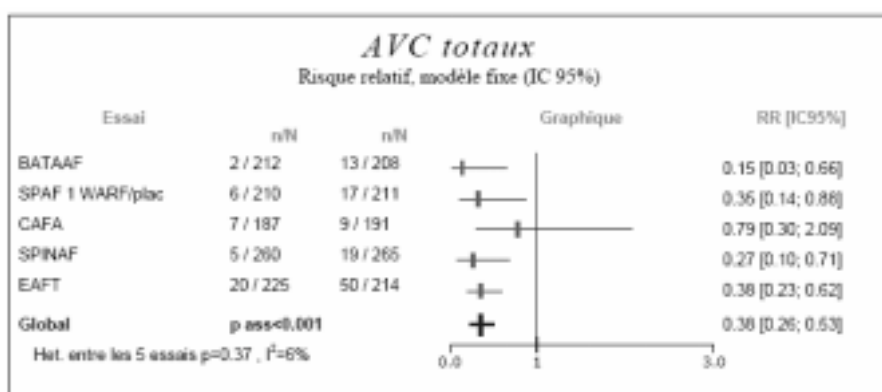 AVC totaux
Risque relatif, modèle fixe (IC 95%)
Essai Graphique RR [IC95%]
n/N n/N
BATAAF 2 / 212 13 / 208 0.15 [0.03; 0.66]
SPAF 1 WARF/plac 6 / 210 17 / 211 0.35 [0.14; 0.88]
CAFA 7 / 187 9 / 191 0.79 [0.30; 2.09]
SPINAF 5 / 260 19 / 265 0.27 [0.10; 0.71]
EAFT 20 / 225 50 / 214 0.38 [0.23; 0.62]
Global p ass<0.001 0.38 [0.26; 0.53]
Het. entre les 5 essais p=0.37 , I²=6%
0.0 1 3.0